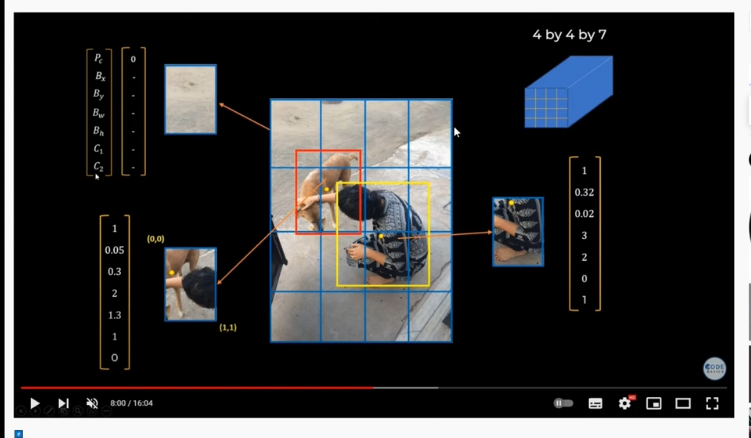 4 by 4 by 7
Pc 0
Bx -
By -
Bw -
Bh -
C1 -
C2 -
1
0.32
0.02
3
2
0
1
1
0.05
0.3
2
1.3
1
0
(0,0)
(1,1)
CODE
BASICS
8:00 / 16:04